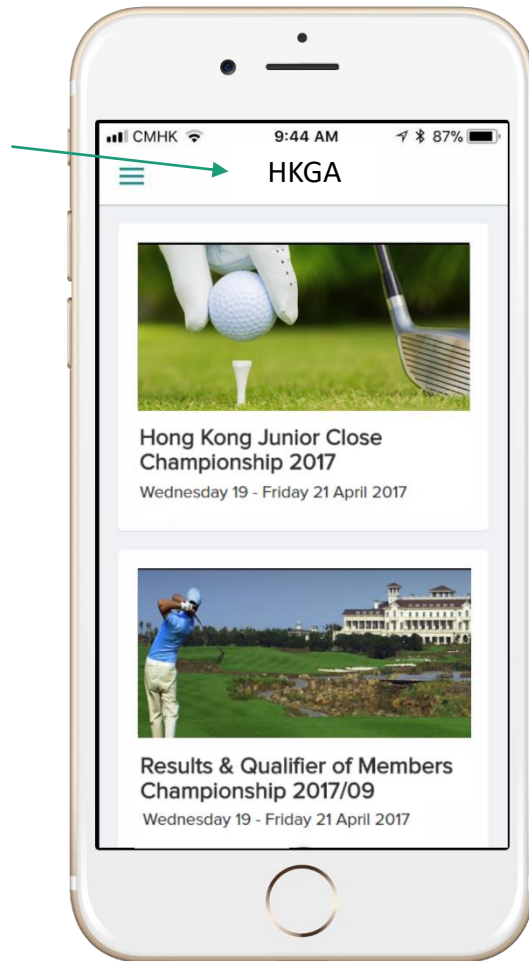 CMHK 9:44 AM 87%
HKGA
Hong Kong Junior Close
Championship 2017
Wednesday 19 - Friday 21 April 2017
Results & Qualifier of Members
Championship 2017/09
Wednesday 19 - Friday 21 April 2017